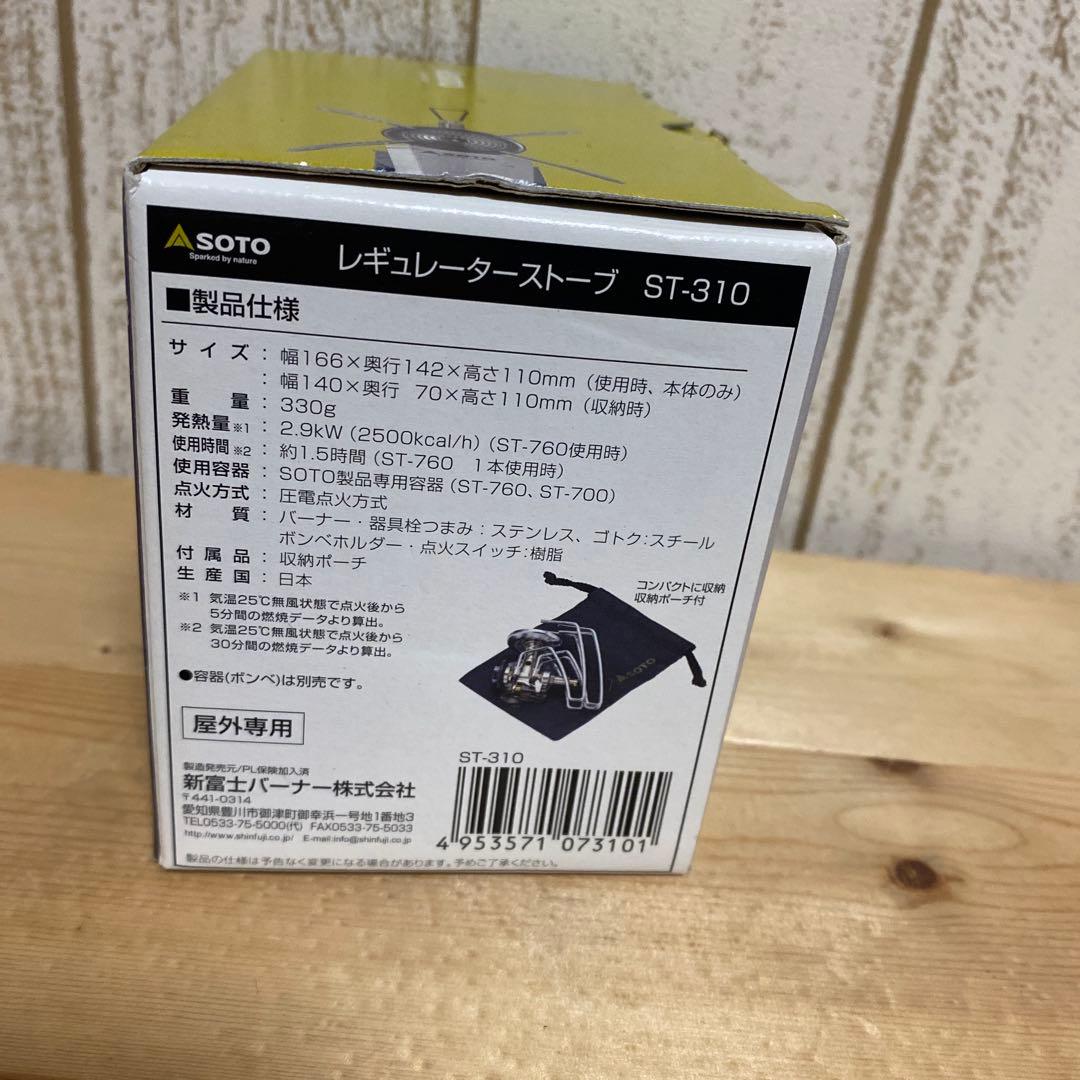 SOTO
Sparked by nature
レギュレーターストーブ ST-310
■製品仕様
サイズ：幅166×奥行142×高さ110mm（使用時、本体のみ）
：幅140×奥行 70×高さ110mm（収納時）
重量：330g
発熱量※1：2.9kW（2500kcal/h）（ST-760使用時）
使用時間※2：約1.5時間（ST-760 1本使用時）
使用容器：SOTO製品専用容器（ST-760、ST-700）
点火方式：圧電点火方式
材質：バーナー・器具栓つまみ：ステンレス、ゴトク：スチール
ボンベホルダー・点火スイッチ：樹脂
付属品：収納ポーチ
生産国：日本
※1 気温25℃無風状態で点火後から
5分間の燃焼データより算出。
※2 気温25℃無風状態で点火後から
30分間の燃焼データより算出。
●容器（ボンベ）は別売です。
屋外専用
コンパクトに収納
収納ポーチ付
SOTO
製造発売元/PL保険加入済
新富士バーナー株式会社
〒441-0314
愛知県豊川市御津町御幸浜一号地1番地3
TEL0533-75-5000（代） FAX0533-75-5033
http://www.shinfuji.co.jp/ E-mail:info@shinfuji.co.jp
製品の仕様は予告なく変更になる場合があります。予めご了承ください。
ST-310
4 953571 073101